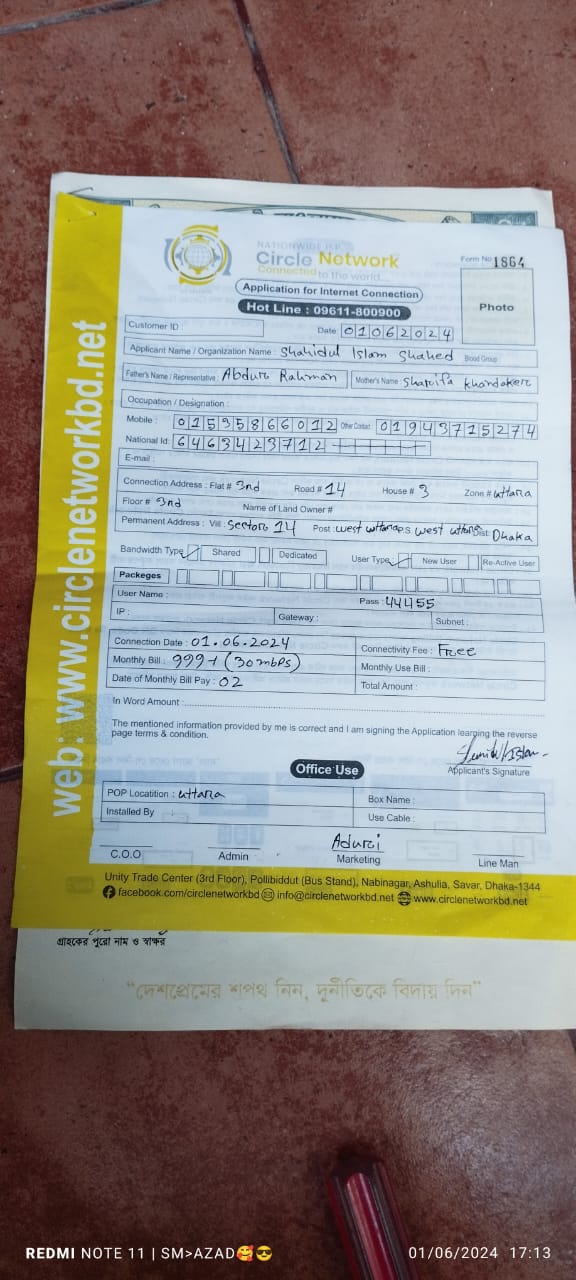 NATIONWIDE ISP
Circle Network
Connected to the world...
Form No 1864
Application for Internet Connection
Photo
Hot Line : 09611-800900
Customer ID :
Date 01062024
Applicant Name / Organization Name : Shahidul Islam Shahed Blood Group
Father's Name / Representative : Abdur Rahman Mother's Name : Sharifa Khandaker
Occupation / Designation :
Mobile : 01595866012 Other Contact : 01943715274
National Id: 6463423712
E-mail :
Connection Address : Flat # 3nd Road # 14 House # 3 Zone # uttara
Floor # 3nd Name of Land Owner #
Permanent Address : Vill: Sector 14 Post : west uttara PS west uttara Dist: Dhaka
Bandwidth Type Shared Dedicated User Type New User Re-Active User
Packeges
User Name : Pass : 44455
IP : Gateway : Subnet :
Connection Date : 01.06.2024 Connectivity Fee : Free
Monthly Bill : 999+ (30mbps) Monthly Use Bill :
Date of Monthly Bill Pay : 02 Total Amount :
In Word Amount :
The mentioned information provided by me is correct and I am signing the Application learning the reverse
page terms & condition.
Applicant's Signature
Office Use
POP Locatition : uttara Box Name :
Installed By Use Cable :
C.O.O Admin Marketing Line Man
Unity Trade Center (3rd Floor), Pollibiddut (Bus Stand), Nabinagar, Ashulia, Savar, Dhaka-1344
facebook.com/circlenetworkbd info@circlenetworkbd.net www.circlenetworkbd.net
web : www.circlenetworkbd.net
গ্রাহকের পুরো নাম ও স্বাক্ষর
“দেশপ্রেমের শপথ নিন, দুর্নীতিকে বিদায় দিন”
REDMI NOTE 11 | SM>AZAD🥰😎 01/06/2024 17:13